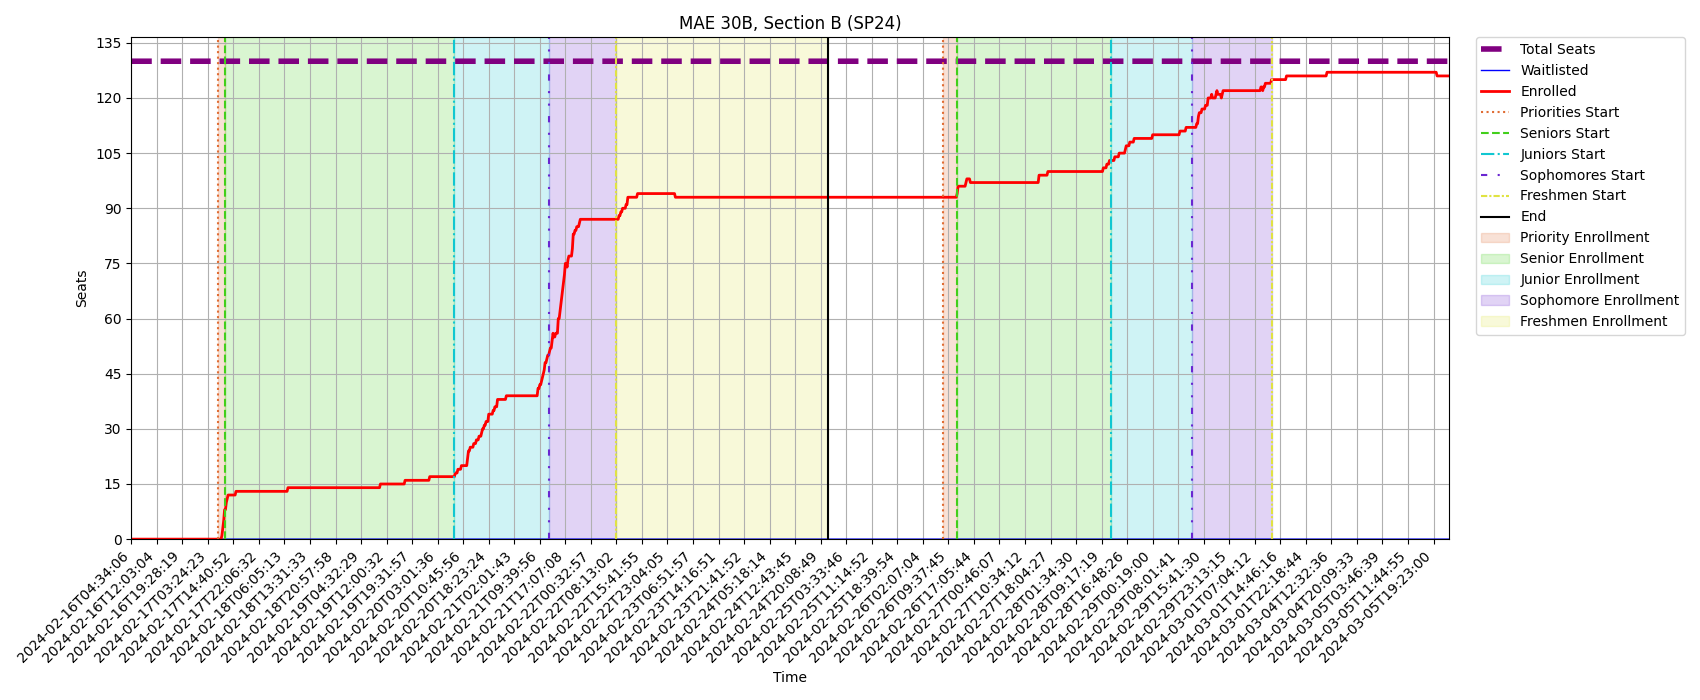 MAE 30B, Section B (SP24)
Seats
135
120
105
90
75
60
45
30
15
0
2024-02-16T04:34:06
2024-02-16T12:03:04
2024-02-16T19:28:19
2024-02-17T03:24:23
2024-02-17T14:40:52
2024-02-17T22:06:32
2024-02-18T06:05:13
2024-02-18T13:31:33
2024-02-18T20:57:58
2024-02-19T04:32:29
2024-02-19T12:00:32
2024-02-19T19:31:57
2024-02-20T03:01:36
2024-02-20T10:45:56
2024-02-20T18:23:24
2024-02-21T02:01:43
2024-02-21T09:39:56
2024-02-21T17:07:08
2024-02-22T00:32:57
2024-02-22T08:13:02
2024-02-22T15:41:55
2024-02-22T23:04:05
2024-02-23T06:51:57
2024-02-23T14:16:51
2024-02-23T21:41:52
2024-02-24T05:18:14
2024-02-24T12:43:45
2024-02-24T20:08:49
2024-02-25T03:33:46
2024-02-25T11:14:52
2024-02-25T18:39:54
2024-02-26T02:07:04
2024-02-26T09:37:45
2024-02-26T17:05:44
2024-02-27T00:46:07
2024-02-27T10:34:12
2024-02-27T18:04:27
2024-02-28T01:34:30
2024-02-28T09:17:19
2024-02-28T16:48:26
2024-02-29T00:19:00
2024-02-29T08:01:41
2024-02-29T15:41:30
2024-02-29T23:13:15
2024-03-01T07:04:12
2024-03-01T14:46:16
2024-03-01T22:18:44
2024-03-04T12:32:36
2024-03-04T20:09:33
2024-03-05T03:46:39
2024-03-05T11:44:55
2024-03-05T19:23:00
Time
Total Seats
Waitlisted
Enrolled
Priorities Start
Seniors Start
Juniors Start
Sophomores Start
Freshmen Start
End
Priority Enrollment
Senior Enrollment
Junior Enrollment
Sophomore Enrollment
Freshmen Enrollment